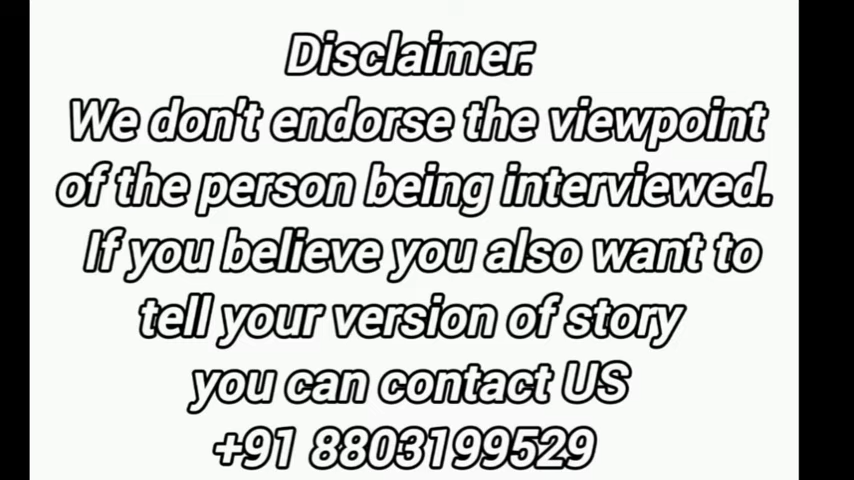 Disclaimer:
We don't endorse the viewpoint
of the person being interviewed.
If you believe you also want to
tell your version of story
you can contact US
+91 8803199529